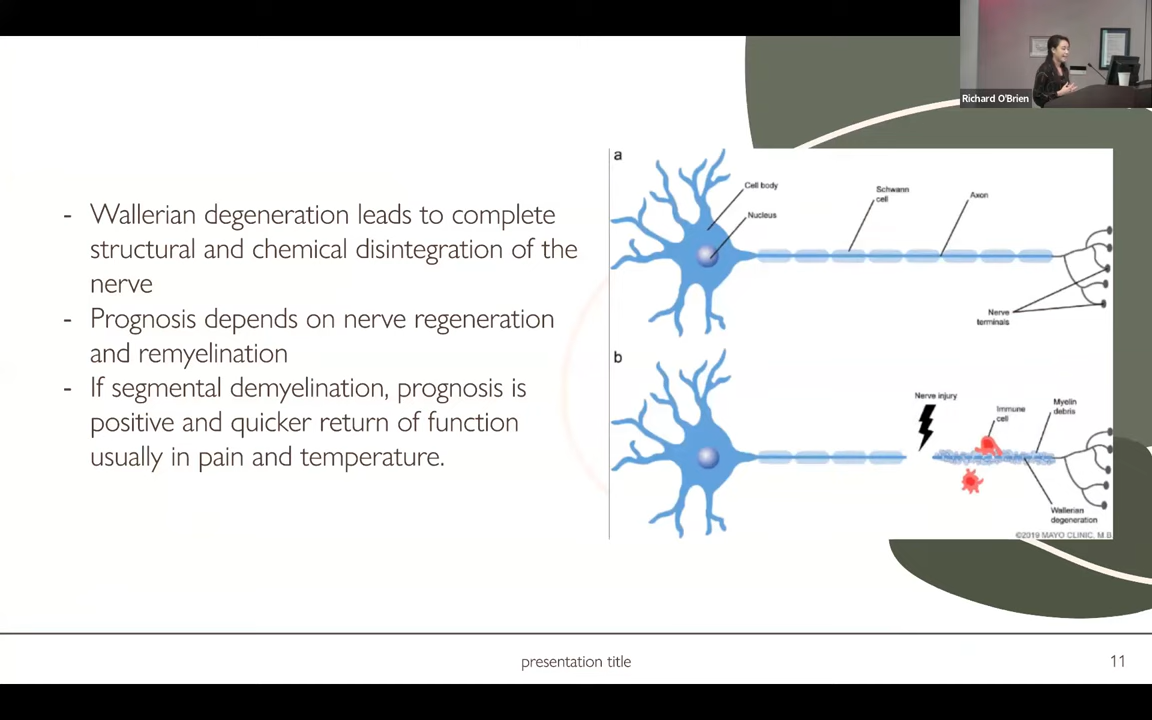 Richard O'Brien
- Wallerian degeneration leads to complete
structural and chemical disintegration of the
nerve
- Prognosis depends on nerve regeneration
and remyelination
- If segmental demyelination, prognosis is
positive and quicker return of function
usually in pain and temperature.
a
Cell body
Nucleus
Schwann
cell
Axon
Nerve
terminals
b
Nerve injury
Immune
cell
Myelin
debris
Wallerian
degeneration
©2019 MAYO CLINIC, M.B
presentation title
11